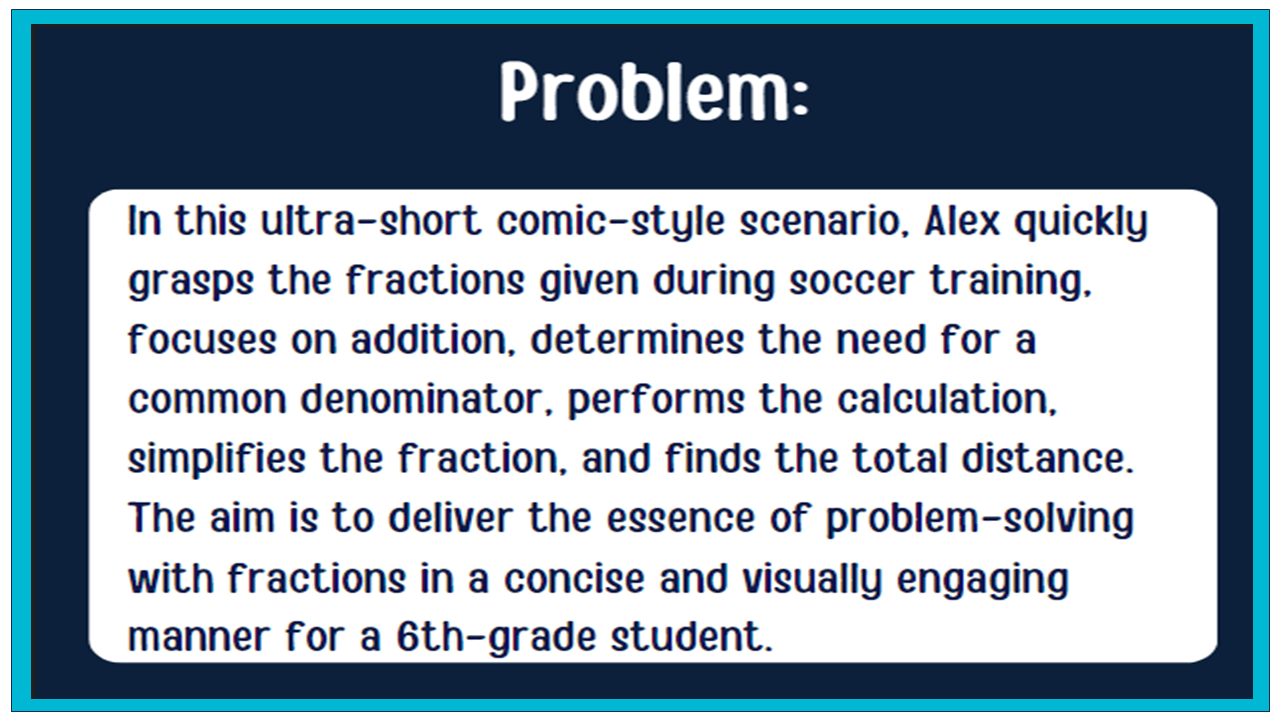 Problem:
In this ultra-short comic-style scenario, Alex quickly
grasps the fractions given during soccer training,
focuses on addition, determines the need for a
common denominator, performs the calculation,
simplifies the fraction, and finds the total distance.
The aim is to deliver the essence of problem-solving
with fractions in a concise and visually engaging
manner for a 6th-grade student.